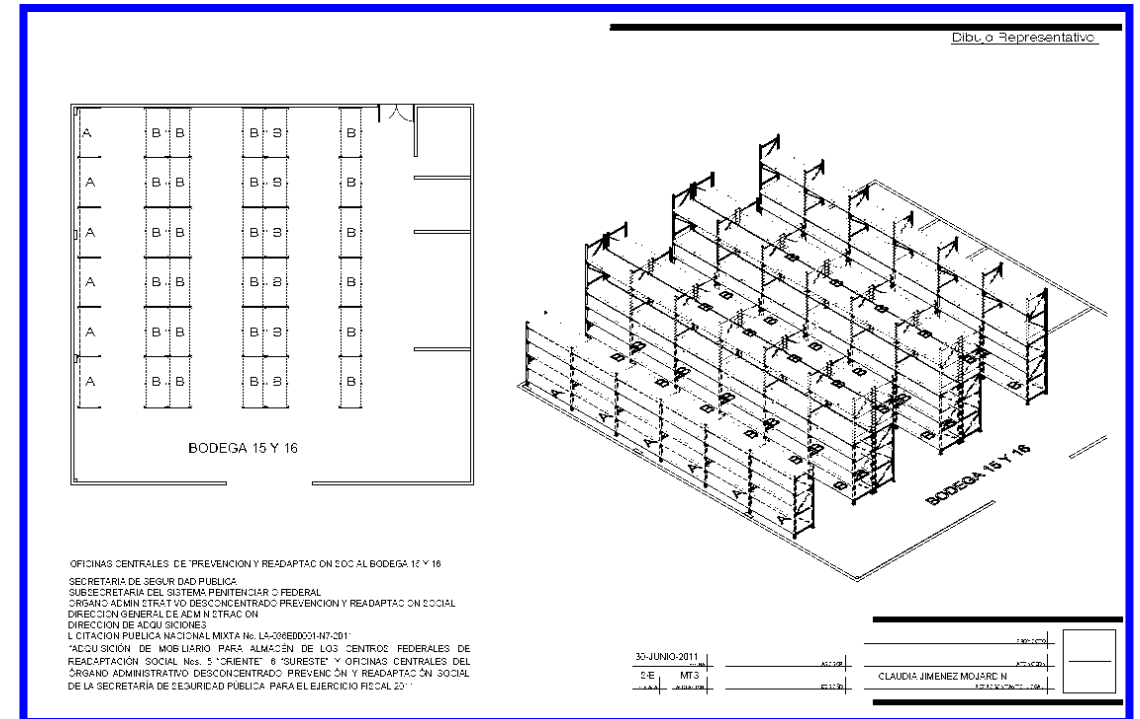 Dibujo Representativo
A B B B B B
A B B B B B
A B B B B B
A B B B B B
A B B B B B
A B B B B B
BODEGA 15 Y 16
BODEGA 15 Y 16
OFICINAS CENTRALES DE "PREVENCION Y READAPTACION SOCIAL BODEGA 15 Y 16
SECRETARIA DE SEGURIDAD PUBLICA
SUBSECRETARIA DEL SISTEMA PENITENCIARIO FEDERAL
ORGANO ADMINISTRATIVO DESCONCENTRADO PREVENCION Y READAPTACION SOCIAL
DIRECCION GENERAL DE ADMINISTRACION
DIRECCION DE ADQUISICIONES
LICITACION PUBLICA NACIONAL MIXTA No. LA-036E00001-N7-2011
"ADQUISICIÓN DE MOBILIARIO PARA ALMACÉN DE LOS CENTROS FEDERALES DE
READAPTACIÓN SOCIAL Nos. 5 "ORIENTE" 6 "SURESTE" Y OFICINAS CENTRALES DEL
ÓRGANO ADMINISTRATIVO DESCONCENTRADO PREVENCIÓN Y READAPTACIÓN SOCIAL
DE LA SECRETARÍA DE SEGURIDAD PÚBLICA PARA EL EJERCICIO FISCAL 2011
30-JUNIO-2011
S/E MTS
CLAUDIA JIMENEZ MOJARDIN